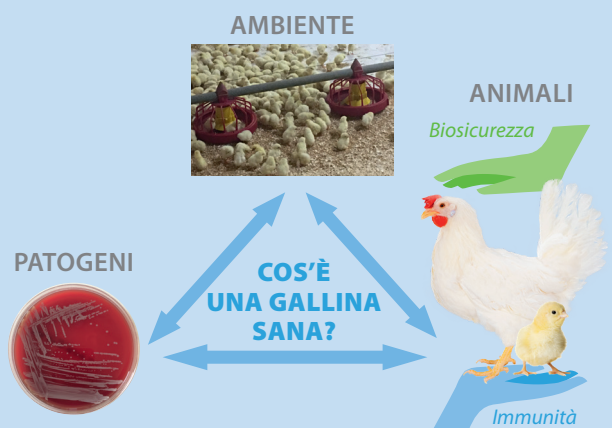 AMBIENTE
ANIMALI
Biosicurezza
PATOGENI
COS'È
UNA GALLINA
SANA?
Immunità